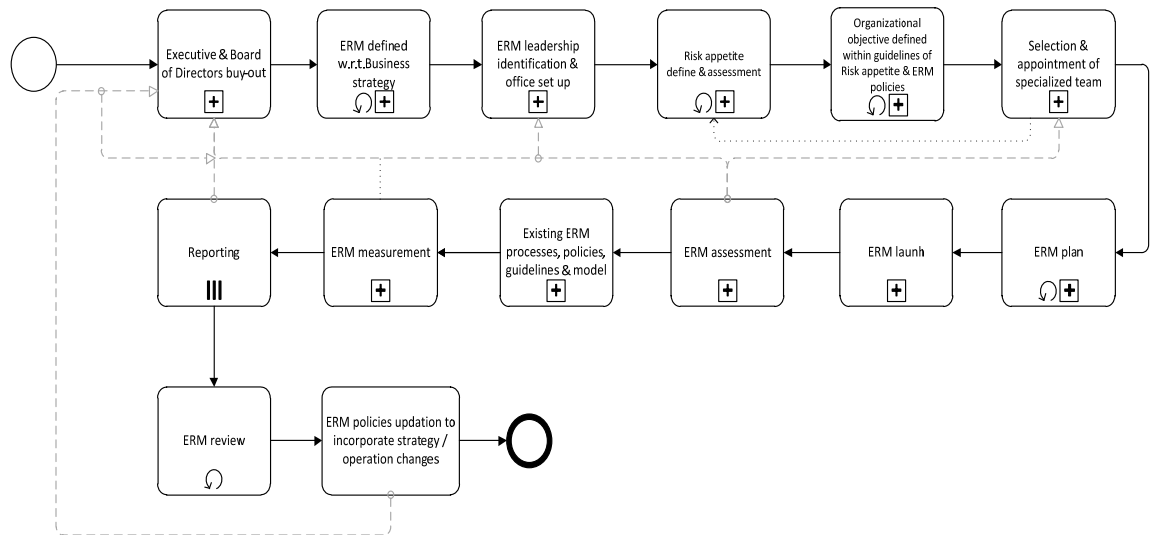 Executive & Board
of Directors buy-out
ERM defined
w.r.t.Business
strategy
ERM leadership
identification &
office set up
Risk appetite
define & assessment
Organizational
objective defined
within guidelines of
Risk appetite & ERM
policies
Selection &
appointment of
specialized team
Reporting
ERM measurement
Existing ERM
processes, policies,
guidelines & model
ERM assessment
ERM launh
ERM plan
ERM review
ERM policies updation to
incorporate strategy /
operation changes